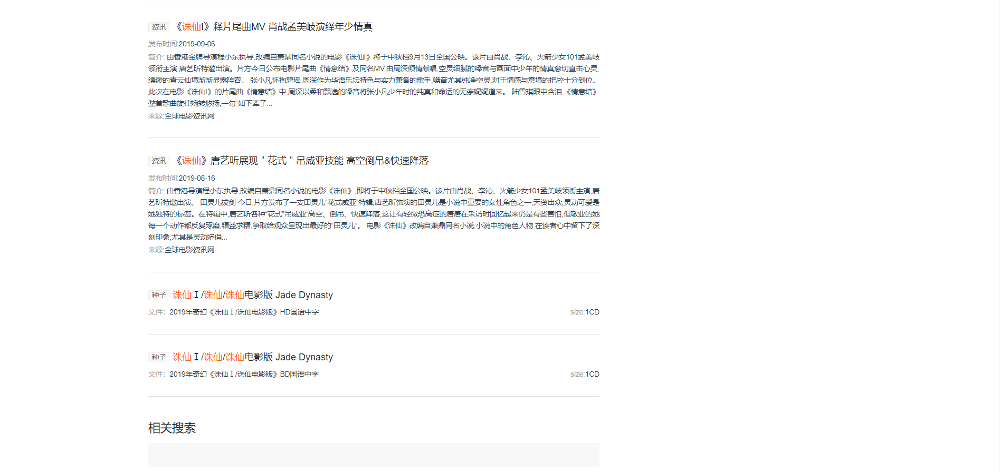 资讯 《诛仙I》释片尾曲MV 肖战孟美岐演绎年少情真
发布时间:2019-09-06
简介: 由香港金牌导演程小东执导,改编自萧鼎同名小说的电影《诛仙I》将于中秋档9月13日全国公映。该片由肖战、李沁、火箭少女101孟美岐
领衔主演,唐艺昕特邀出演。片方今日公布电影片尾曲《情意结》及同名MV,由周深倾情献唱,空灵细腻的嗓音与画面中少年的情真意切直击心灵,
缥缈的青云仙境渐渐显露阵容。 张小凡怀抱碧瑶 周深作为华语乐坛特色与实力兼备的歌手,嗓音尤其纯净空灵,对于情感与意境的把控十分到位。
此次在电影《诛仙I》的片尾曲《情意结》中,周深以柔和飘逸的嗓音将张小凡少年时的纯真和命运的无奈娓娓道来。 陆雪琪眼中含泪 《情意结》
整首歌曲旋律婉转悠扬,一句“如下辈子...
来源:全球电影资讯网
资讯 《诛仙》唐艺昕展现＂花式＂吊威亚技能 高空倒吊&快速降落
发布时间:2019-08-16
简介: 由香港导演程小东执导,改编自萧鼎同名小说的电影《诛仙》,即将于中秋档全国公映。该片由肖战、李沁、火箭少女101孟美岐领衔主演,唐
艺昕特邀出演。 田灵儿拔剑 今日,片方发布了一支田灵儿“花式威亚”特辑,唐艺昕饰演的田灵儿是小说中重要的女性角色之一,天资出众,灵动可爱是
她独特的标签。在特辑中,唐艺昕各种“花式”吊威亚:高空、倒吊、快速降落,这让有轻微恐高症的唐唐在采访时回忆起来仍是有些害怕,但敬业的她
每一个动作都反复琢磨,精益求精,争取给观众呈现出最好的“田灵儿”。 电影《诛仙》改编自萧鼎同名小说,小说中的角色人物,在读者心中留下了深
刻印象,尤其是灵动娇俏...
来源:全球电影资讯网
种子 诛仙Ⅰ/诛仙/诛仙电影版 Jade Dynasty
文件： 2019年奇幻《诛仙Ⅰ/诛仙电影版》HD国语中字 size:1CD
种子 诛仙Ⅰ/诛仙/诛仙电影版 Jade Dynasty
文件： 2019年奇幻《诛仙Ⅰ/诛仙电影版》BD国语中字 size:1CD
相关搜索